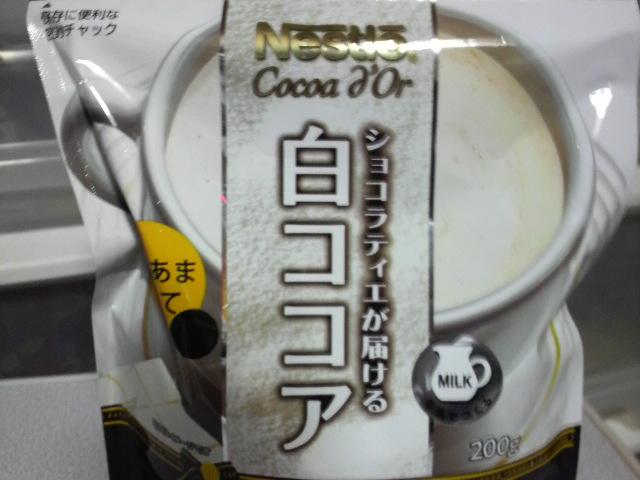 保存に便利な
チャック
Nestlé
Cocoa d'Or
ショコラティエが届ける
白ココア
あま
て
MILK
200g